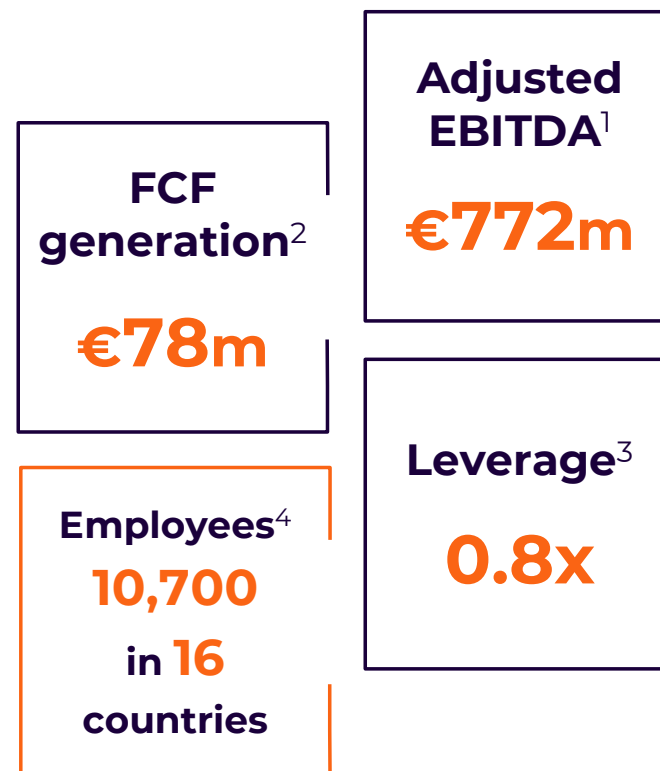 Adjusted
EBITDA¹
€772m
FCF
generation²
€78m
Leverage³
0.8x
Employees⁴
10,700
in 16
countries